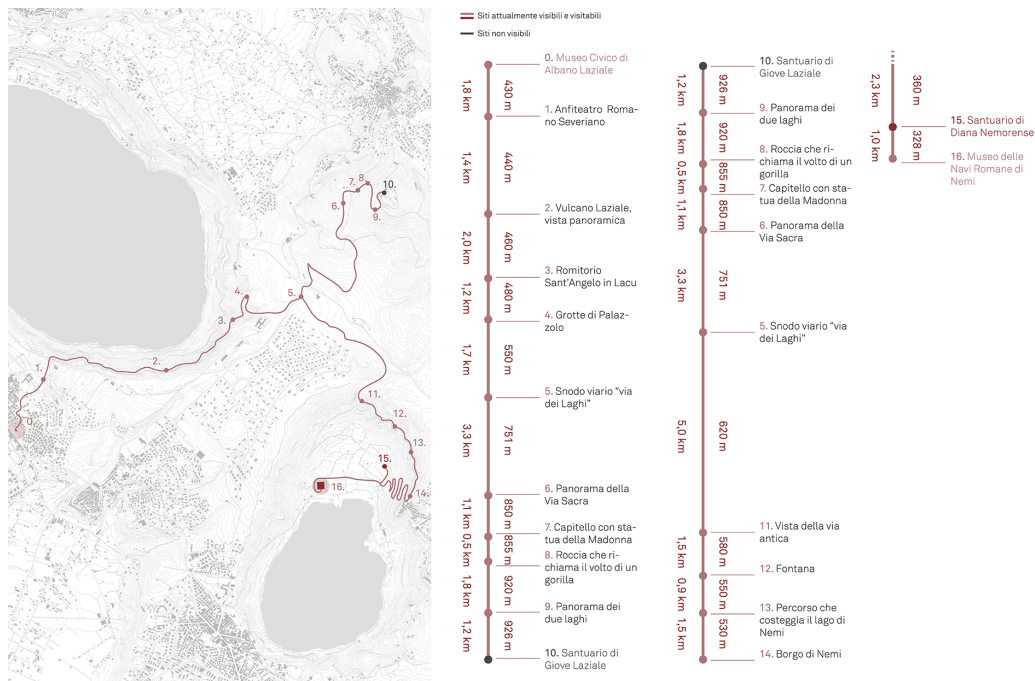 Siti attualmente visibili e visitabili
Siti non visibili
0.
1.
2.
3.
4.
5.
6.
7.
8.
9.
10.
11.
12.
13.
14.
15.
16.
0. Museo Civico di
Albano Laziale
1,8 km
430 m
1. Anfiteatro Roma-
no Severiano
1,4 km
440 m
2. Vulcano Laziale,
vista panoramica
2,0 km
460 m
3. Romitorio
Sant'Angelo in Lacu
1,2 km
480 m
4. Grotte di Palaz-
zolo
1,7 km
550 m
5. Snodo viario "via
dei Laghi"
3,3 km
751 m
6. Panorama della
Via Sacra
1,1 km
850 m
7. Capitello con sta-
tua della Madonna
0,5 km
855 m
8. Roccia che ri-
chiama il volto di un
gorilla
1,8 km
920 m
9. Panorama dei
due laghi
1,2 km
926 m
10. Santuario di
Giove Laziale
10. Santuario di
Giove Laziale
1,2 km
926 m
9. Panorama dei
due laghi
1,8 km
920 m
8. Roccia che ri-
chiama il volto di un
gorilla
0,5 km
855 m
7. Capitello con sta-
tua della Madonna
1,1 km
850 m
6. Panorama della
Via Sacra
3,3 km
751 m
5. Snodo viario "via
dei Laghi"
5,0 km
620 m
11. Vista della via
antica
1,5 km
580 m
12. Fontana
0,9 km
550 m
13. Percorso che
costeggia il lago di
Nemi
1,5 km
530 m
14. Borgo di Nemi
2,3 km
360 m
15. Santuario di
Diana Nemorense
1,0 km
328 m
16. Museo delle
Navi Romane di
Nemi